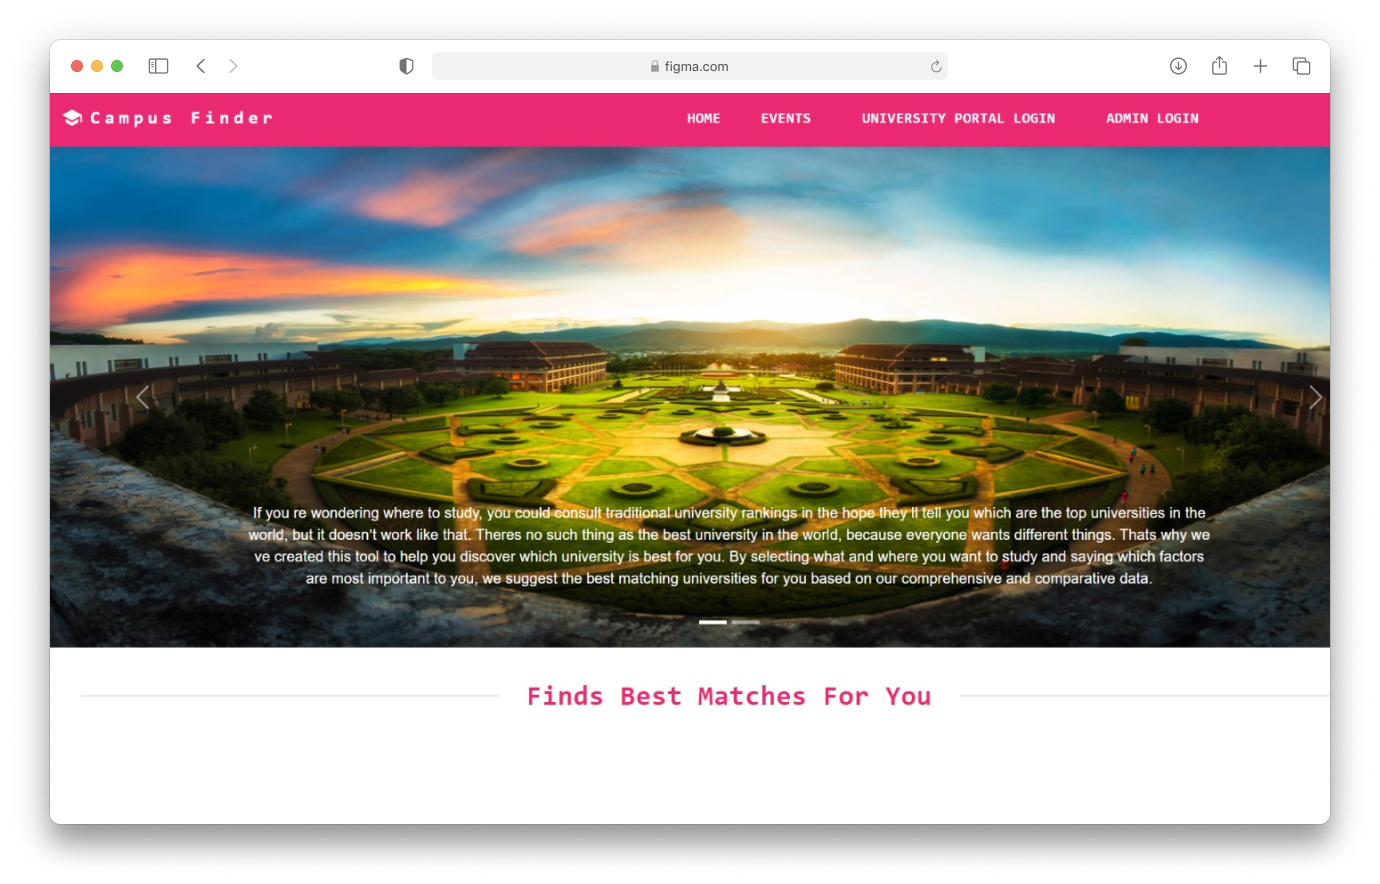 figma.com
Campus Finder
HOME EVENTS UNIVERSITY PORTAL LOGIN ADMIN LOGIN
If you re wondering where to study, you could consult traditional university rankings in the hope they ll tell you which are the top universities in the
world, but it doesn't work like that. Theres no such thing as the best university in the world, because everyone wants different things. Thats why we
ve created this tool to help you discover which university is best for you. By selecting what and where you want to study and saying which factors
are most important to you, we suggest the best matching universities for you based on our comprehensive and comparative data.
Finds Best Matches For You